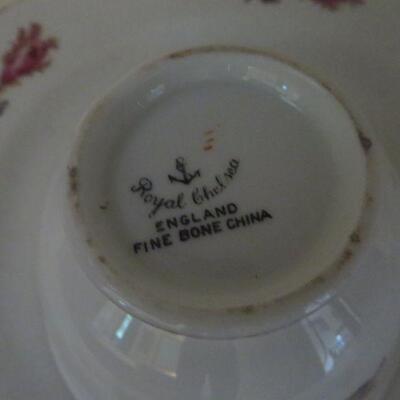 Royal Chelsea
ENGLAND
FINE BONE CHINA